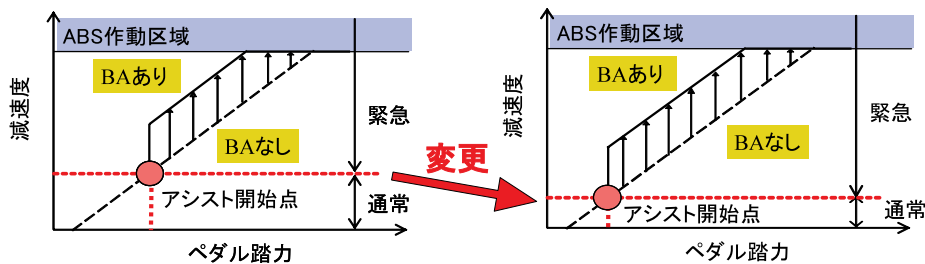 ABS作動区域
BAあり
BAなし
減速度
緊急
通常
アシスト開始点
ペダル踏力
変更
ABS作動区域
BAあり
BAなし
減速度
緊急
通常
アシスト開始点
ペダル踏力